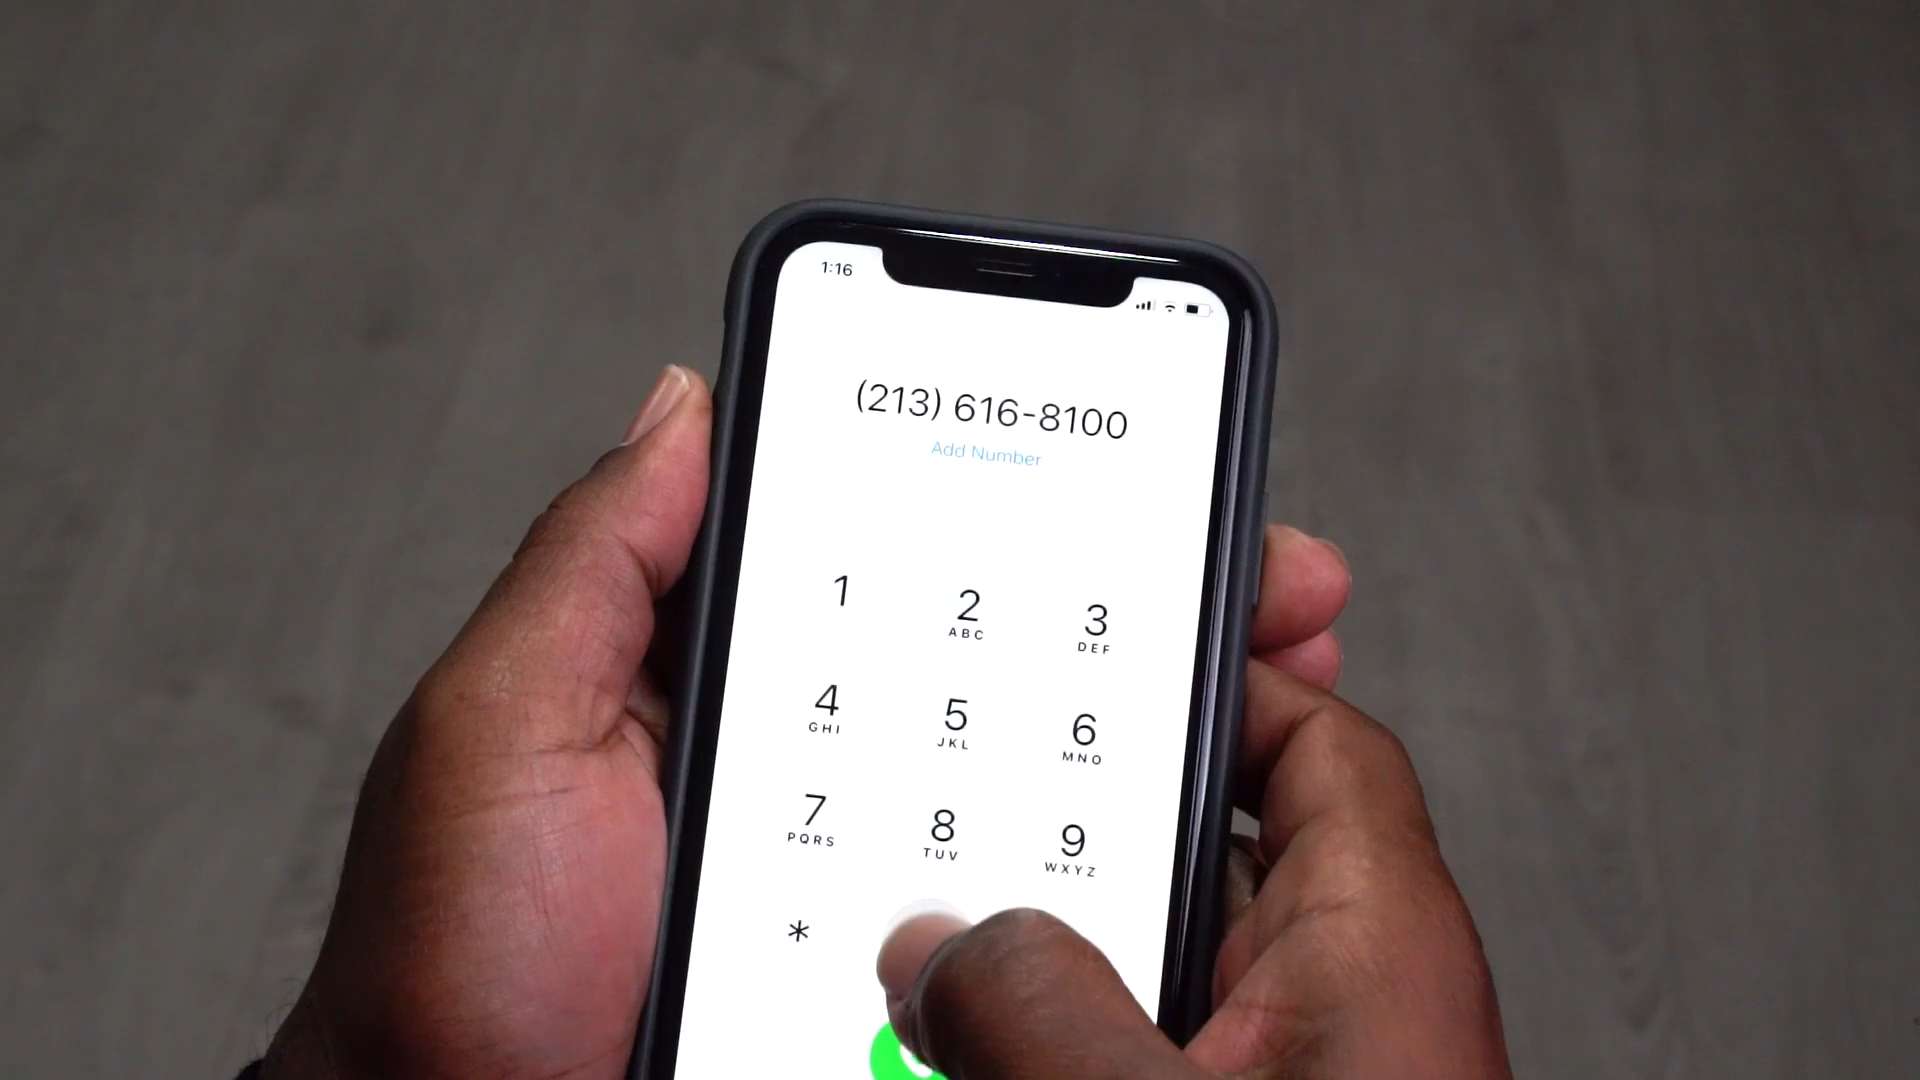 1:16
(213) 616-8100
Add Number
1
2
ABC
3
DEF
4
GHI
5
JKL
6
MNO
7
PQRS
8
TUV
9
WXYZ
*